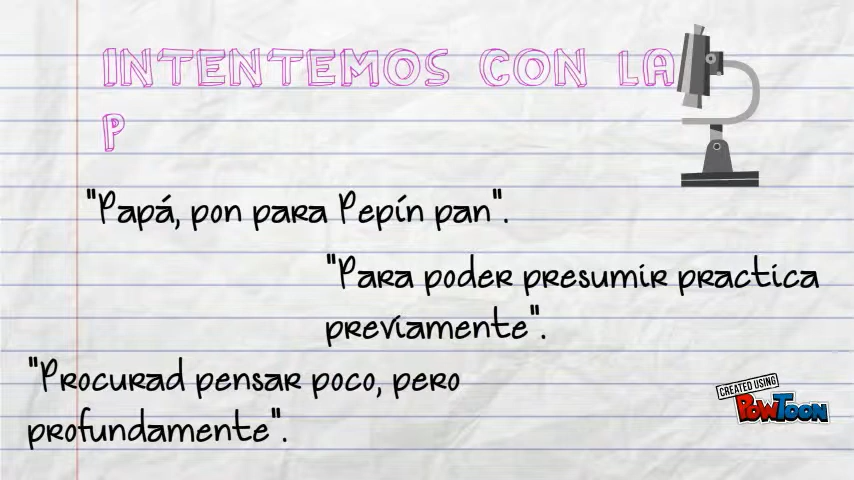 INTENTEMOS CON LA
P
"Papá, pon para Pepín pan".
"Para poder presumir practica
previamente".
"Procurad pensar poco, pero
profundamente".
CREATED USING
POWTOON